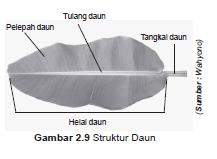 Tulang daun
Pelepah daun
Tangkai daun
Helai daun
(Sumber: Wahyono)
Gambar 2.9 Struktur Daun